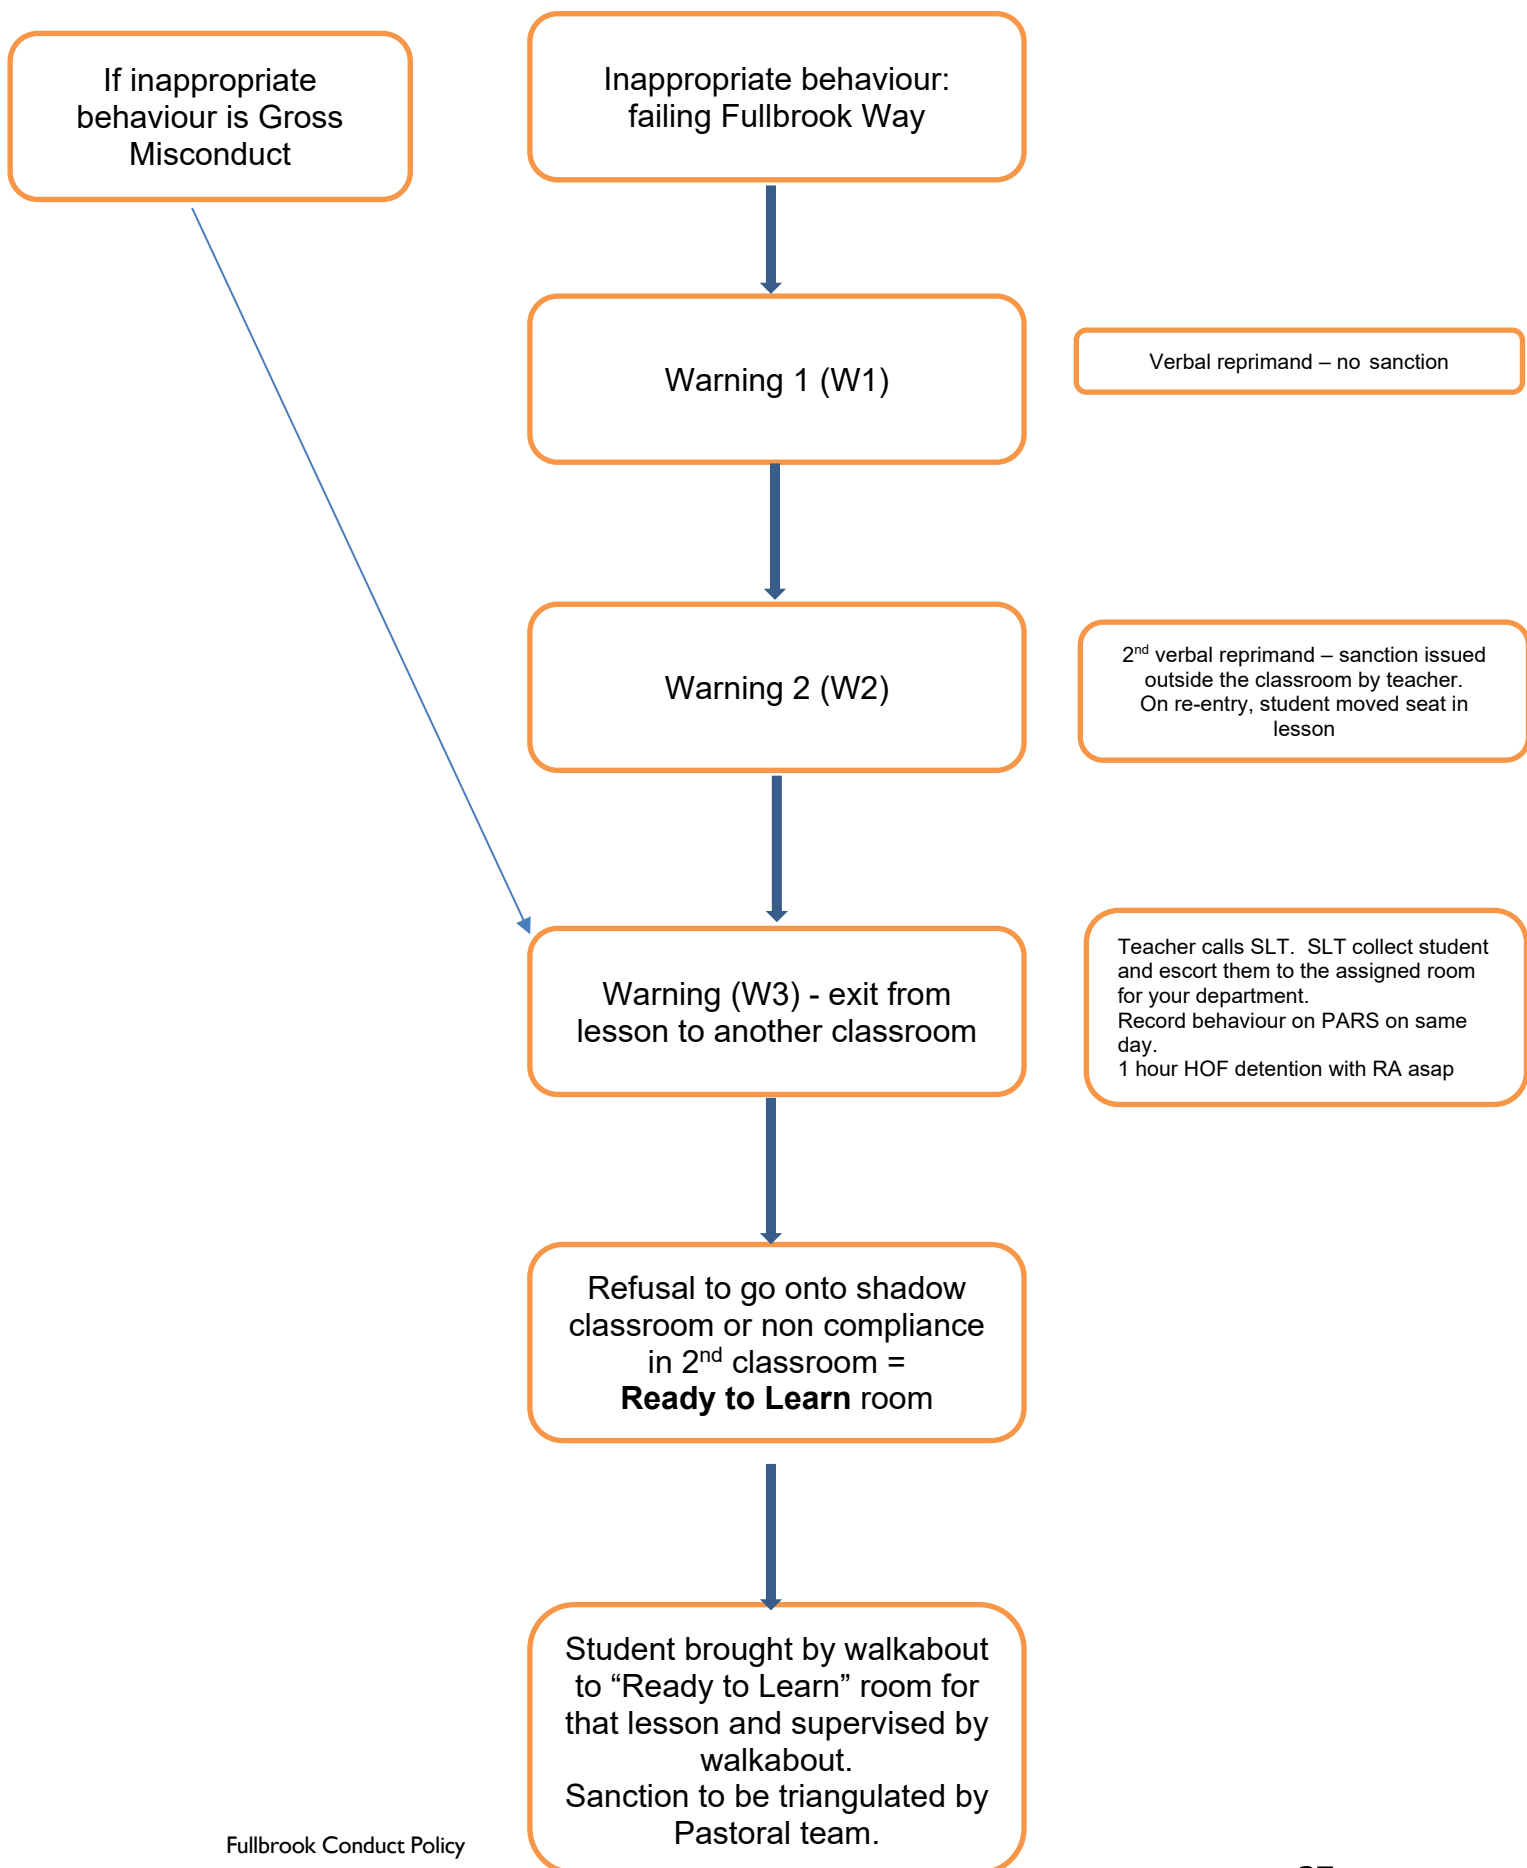 If inappropriate
behaviour is Gross
Misconduct
Inappropriate behaviour:
failing Fullbrook Way
Warning 1 (W1)
Verbal reprimand – no sanction
Warning 2 (W2)
2nd verbal reprimand – sanction issued
outside the classroom by teacher.
On re-entry, student moved seat in
lesson
Warning (W3) - exit from
lesson to another classroom
Teacher calls SLT. SLT collect student
and escort them to the assigned room
for your department.
Record behaviour on PARS on same
day.
1 hour HOF detention with RA asap
Refusal to go onto shadow
classroom or non compliance
in 2nd classroom =
Ready to Learn room
Student brought by walkabout
to “Ready to Learn” room for
that lesson and supervised by
walkabout.
Sanction to be triangulated by
Pastoral team.
Fullbrook Conduct Policy